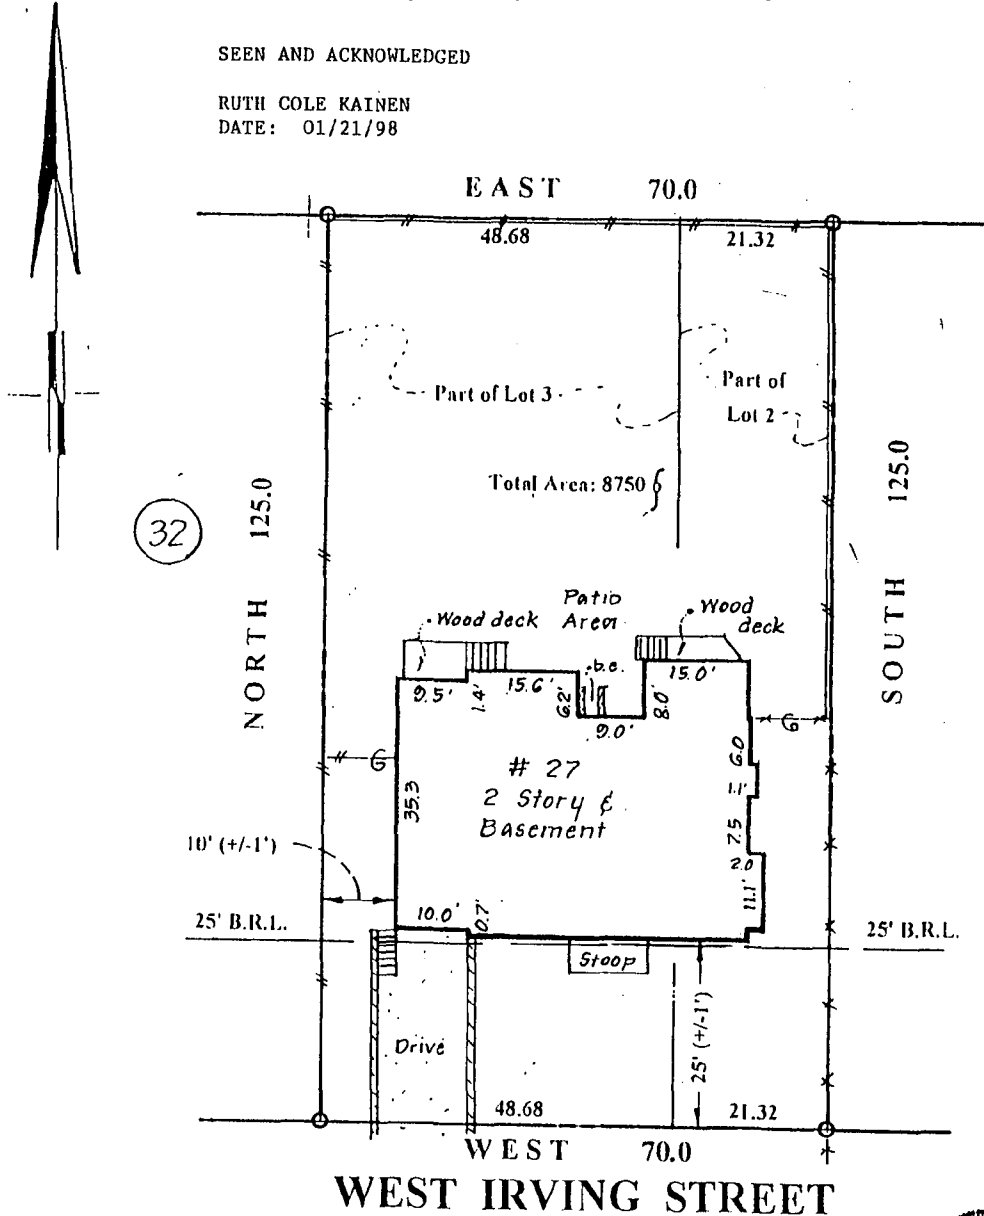 SEEN AND ACKNOWLEDGED
RUTH COLE KAINEN
DATE: 01/21/98
EAST 70.0
48.68
21.32
Part of Lot 3
Part of
Lot 2
Total Area: 8750
NORTH 125.0
SOUTH 125.0
32
Wood deck
Patio
Area
Wood
deck
b.e.
9.5'
1.4'
15.6'
6.2'
9.0'
8.0'
15.0'
G
G
# 27
2 Story &
Basement
35.3
6.0
1.1'
7.5
2.0
11.1'
10' (+/-1')
10.0'
0.7'
25' B.R.L.
25' B.R.L.
Stoop
Drive
25' (+/-1')
48.68
21.32
WEST 70.0
WEST IRVING STREET